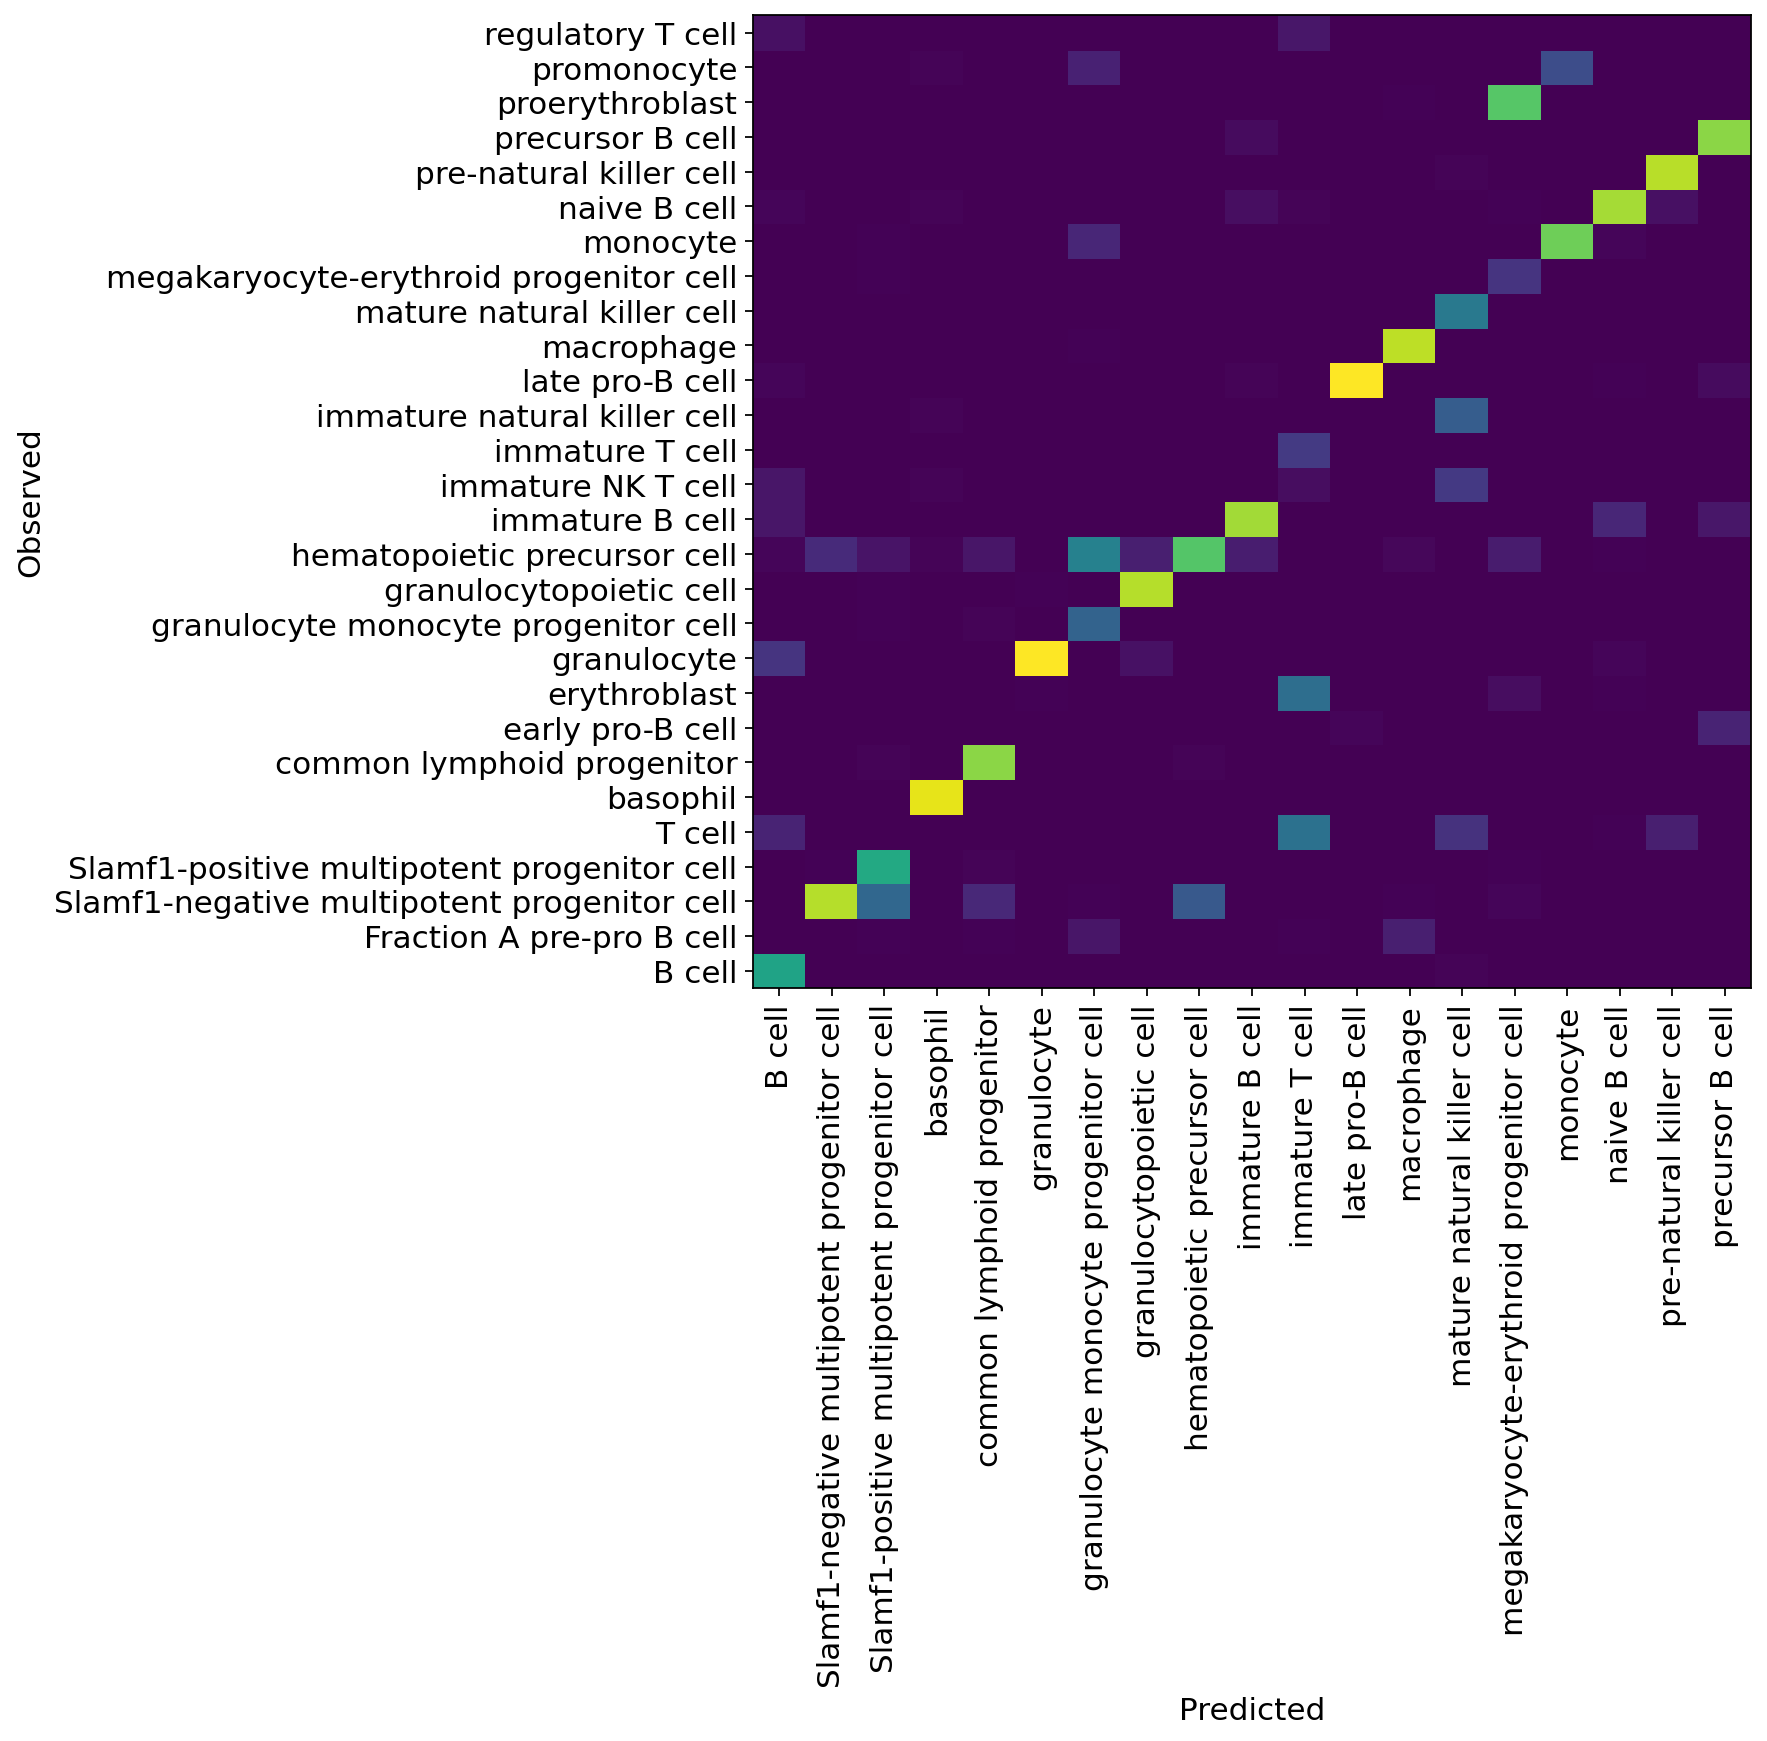 regulatory T cell
promonocyte
proerythroblast
precursor B cell
pre-natural killer cell
naive B cell
monocyte
megakaryocyte-erythroid progenitor cell
mature natural killer cell
macrophage
late pro-B cell
immature natural killer cell
immature T cell
immature NK T cell
immature B cell
hematopoietic precursor cell
granulocytopoietic cell
granulocyte monocyte progenitor cell
granulocyte
erythroblast
early pro-B cell
common lymphoid progenitor
basophil
T cell
Slamf1-positive multipotent progenitor cell
Slamf1-negative multipotent progenitor cell
Fraction A pre-pro B cell
B cell
Observed
B cell
Slamf1-negative multipotent progenitor cell
Slamf1-positive multipotent progenitor cell
basophil
common lymphoid progenitor
granulocyte
granulocyte monocyte progenitor cell
granulocytopoietic cell
hematopoietic precursor cell
immature B cell
immature T cell
late pro-B cell
macrophage
mature natural killer cell
megakaryocyte-erythroid progenitor cell
monocyte
naive B cell
pre-natural killer cell
precursor B cell
Predicted